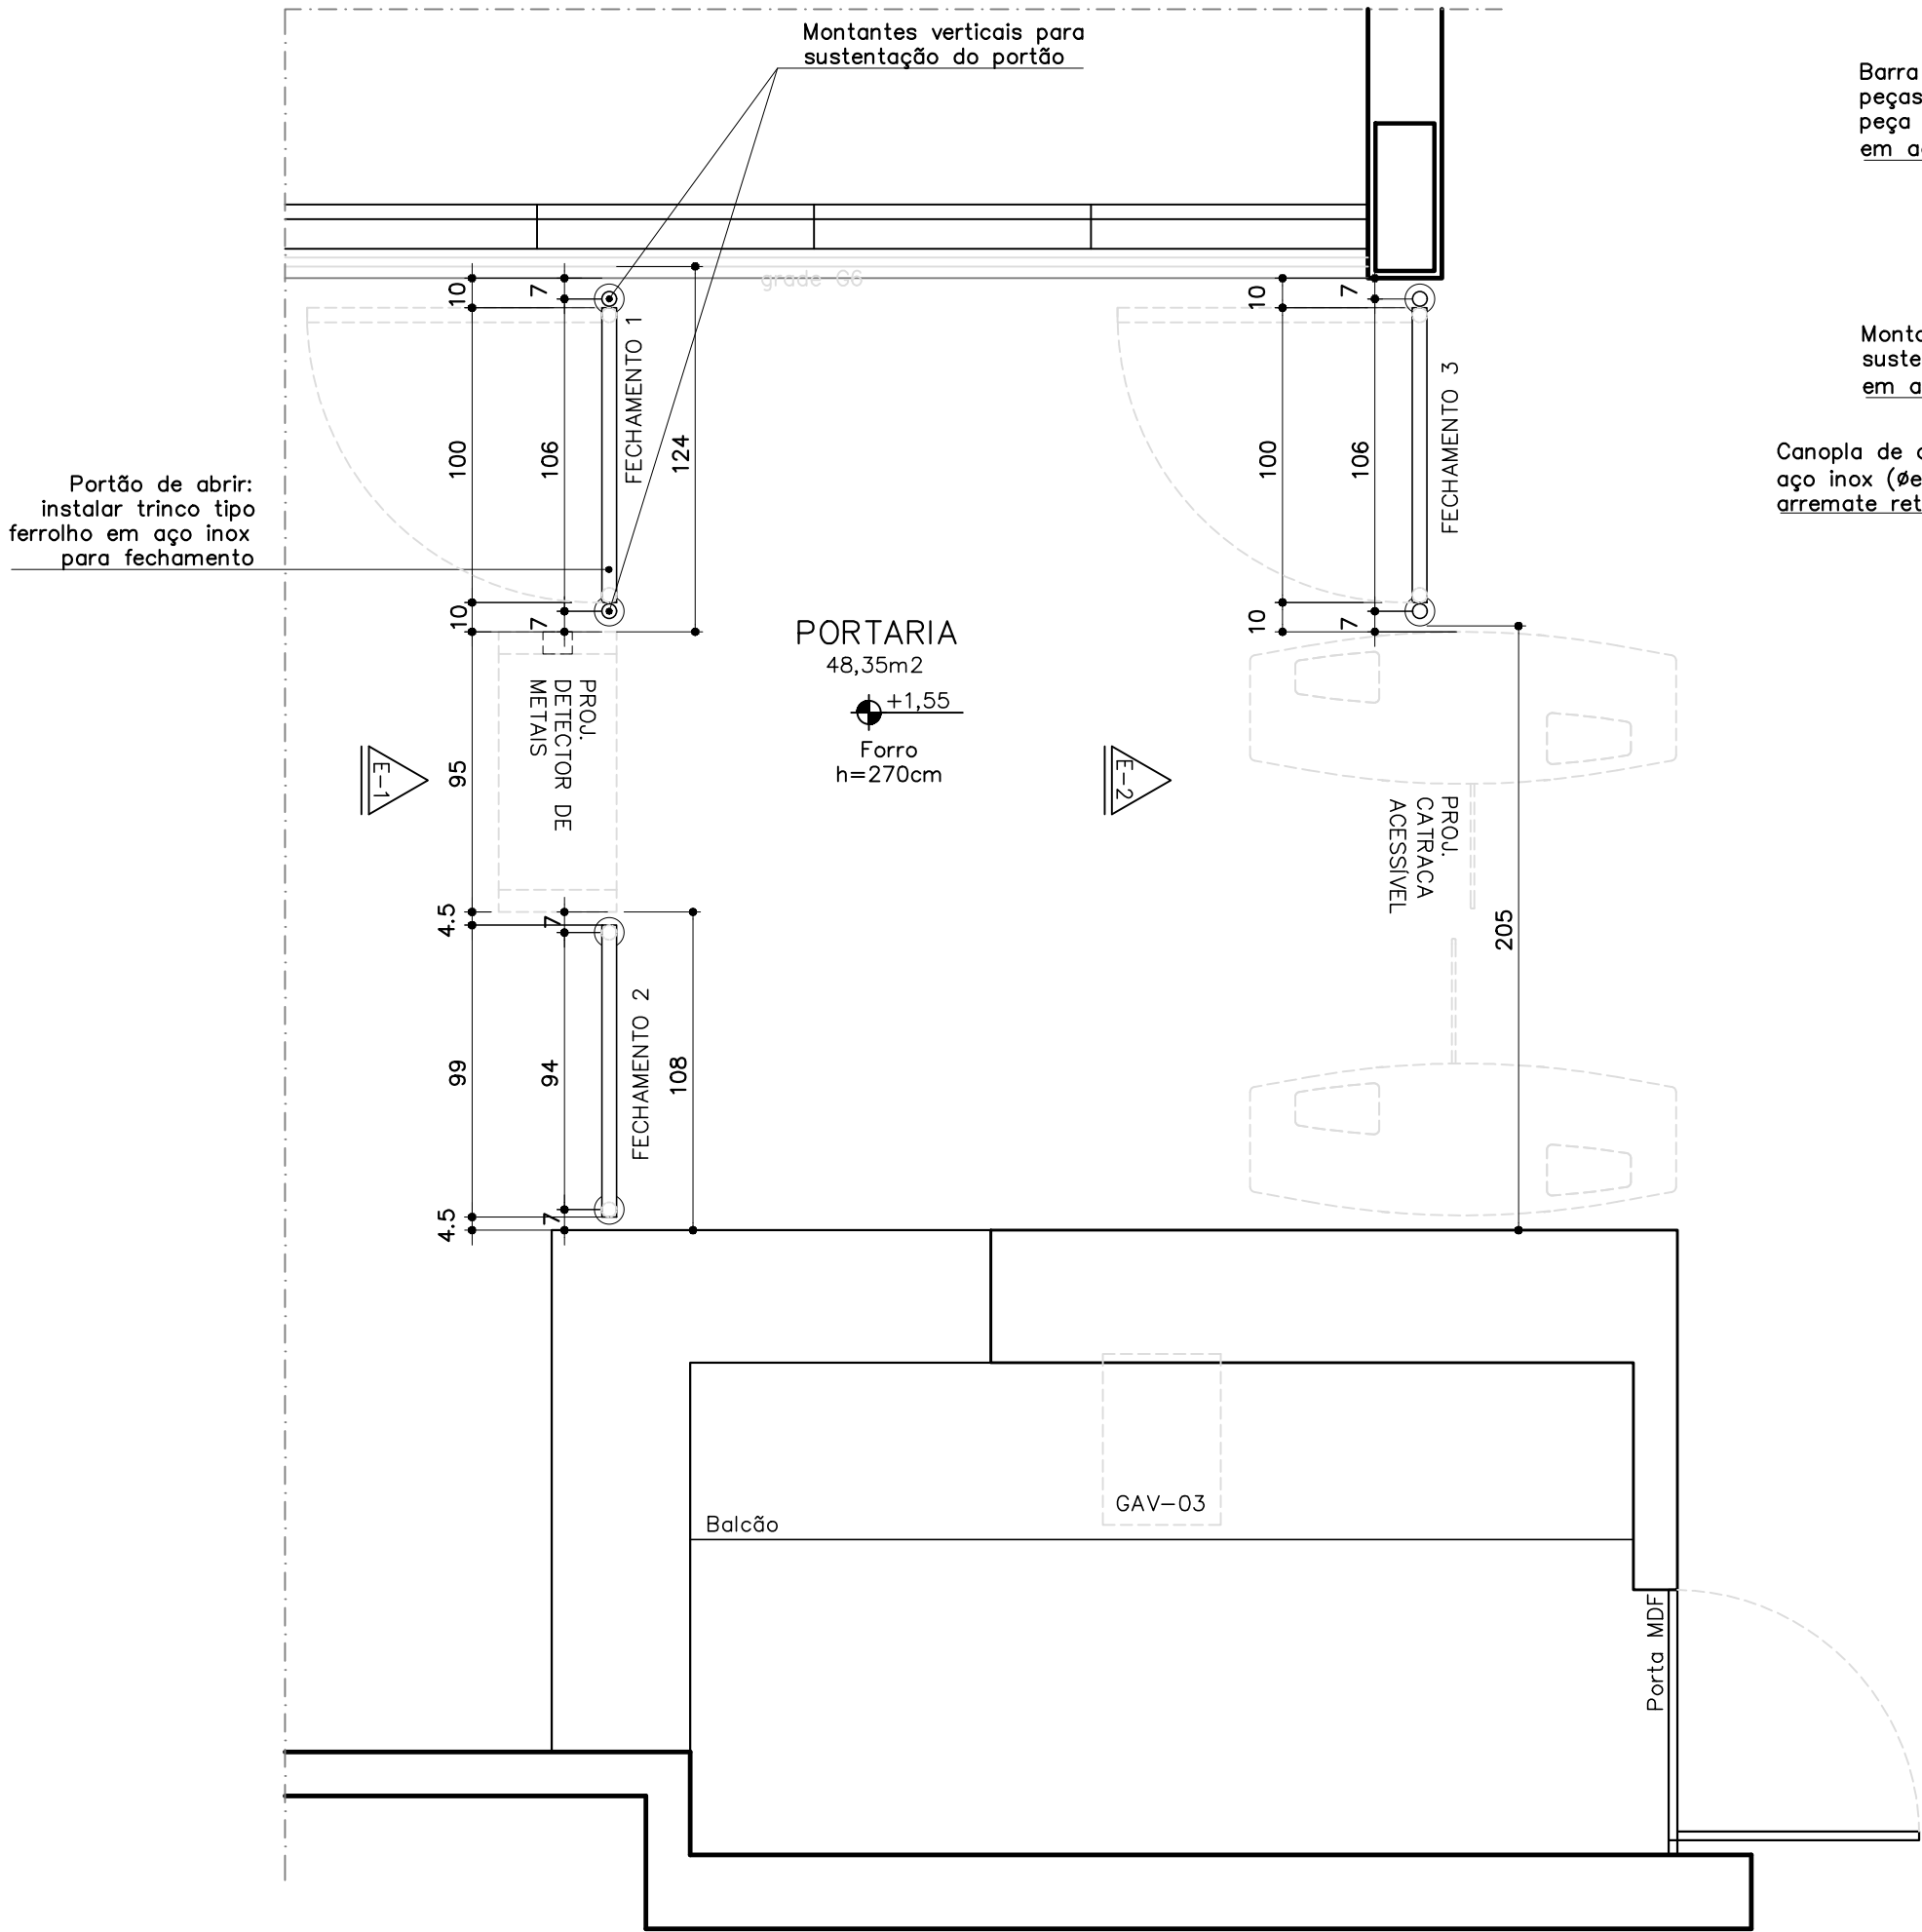 Montantes verticais para
sustentação do portão
Barra
peças
peça
em
grade G6
10
7
124
10
7
FECHAMENTO 1
100
106
FECHAMENTO 3
100
106
Portão de abrir:
instalar trinco tipo
ferrolho em aço inox
para fechamento
suste
em a
Canopla de
aço inox (Øe
arremate ret
10
7
10
7
PORTARIA
48,35m2
+1,55
Forro
h=270cm
PROJ.
DETECTOR DE
METAIS
E-1
95
E-2
PROJ.
CATRACA
ACESSÍVEL
205
4.5
7
99
94
FECHAMENTO 2
108
4.5
7
GAV-03
Balcão
Porta MDF